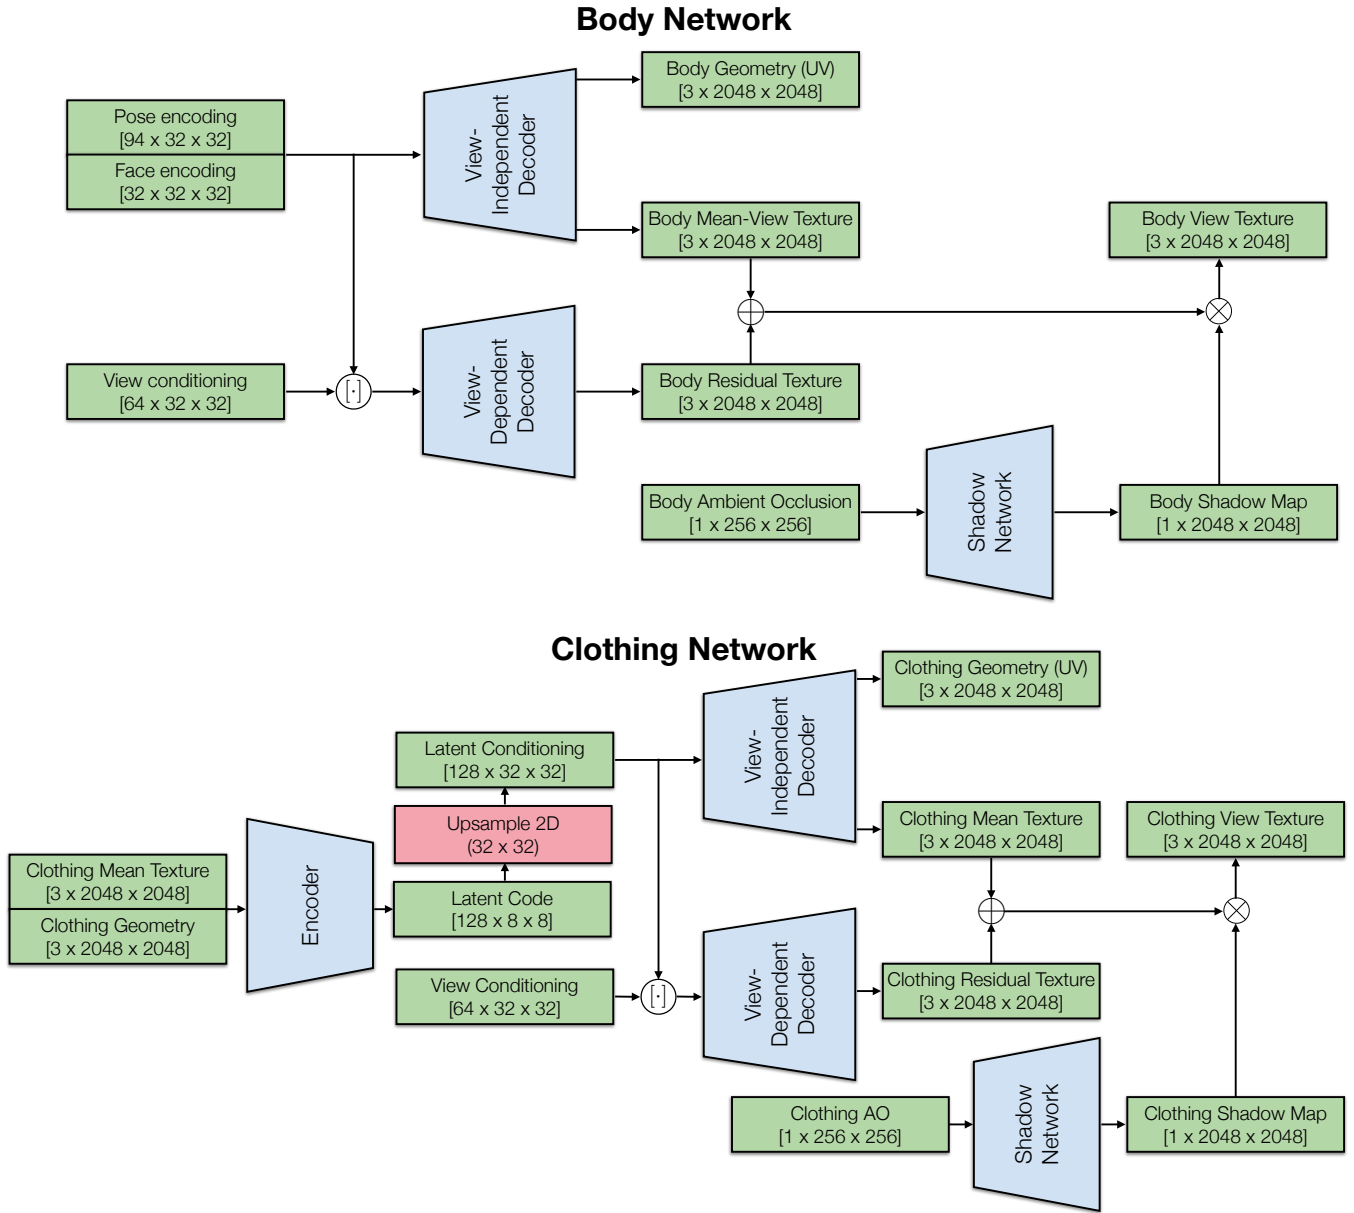 Body Network
Body Geometry (UV)
[3 x 2048 x 2048]
Pose encoding
[94 x 32 x 32]
Face encoding
[32 x 32 x 32]
View-
Independent
Decoder
Body Mean-View Texture
[3 x 2048 x 2048]
Body View Texture
[3 x 2048 x 2048]
View conditioning
[64 x 32 x 32]
[·]
View-
Dependent
Decoder
Body Residual Texture
[3 x 2048 x 2048]
Body Ambient Occlusion
[1 x 256 x 256]
Shadow
Network
Body Shadow Map
[1 x 2048 x 2048]
Clothing Network
Clothing Geometry (UV)
[3 x 2048 x 2048]
Latent Conditioning
[128 x 32 x 32]
View-
Independent
Decoder
Upsample 2D
(32 x 32)
Clothing Mean Texture
[3 x 2048 x 2048]
Clothing View Texture
[3 x 2048 x 2048]
Clothing Mean Texture
[3 x 2048 x 2048]
Clothing Geometry
[3 x 2048 x 2048]
Encoder
Latent Code
[128 x 8 x 8]
View Conditioning
[64 x 32 x 32]
[·]
View-
Dependent
Decoder
Clothing Residual Texture
[3 x 2048 x 2048]
Clothing AO
[1 x 256 x 256]
Shadow
Network
Clothing Shadow Map
[1 x 2048 x 2048]